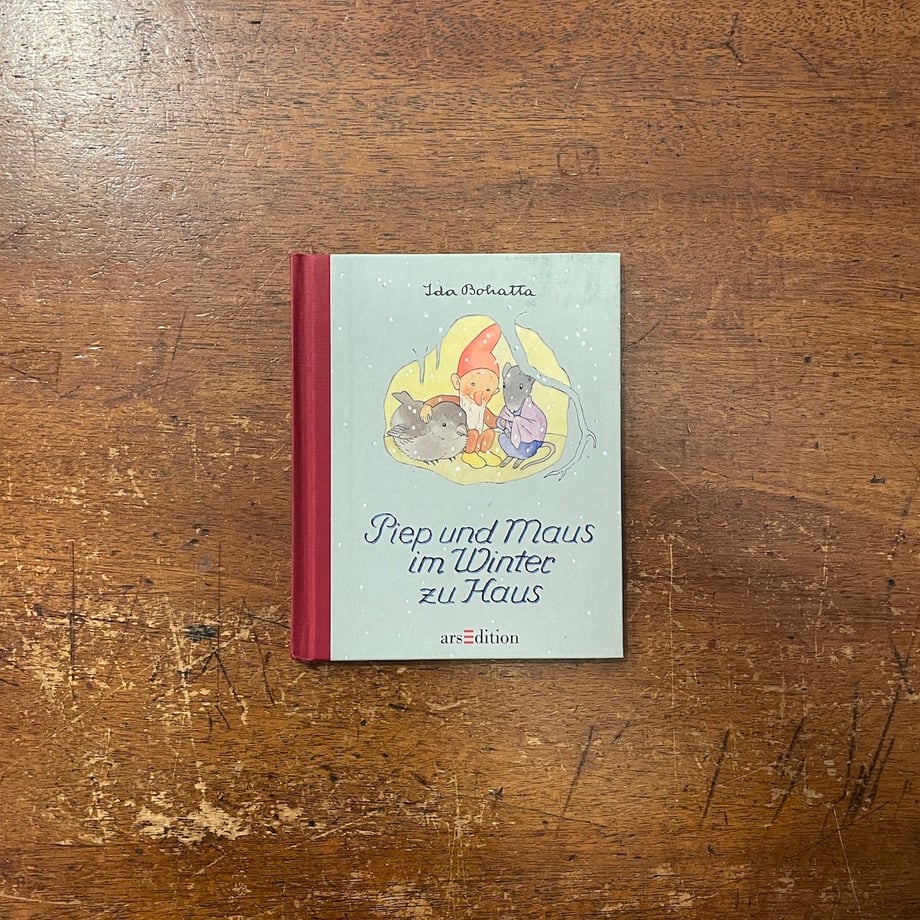 Ida Bohatta
Piep und Maus
im Winter
zu Haus
arsEdition